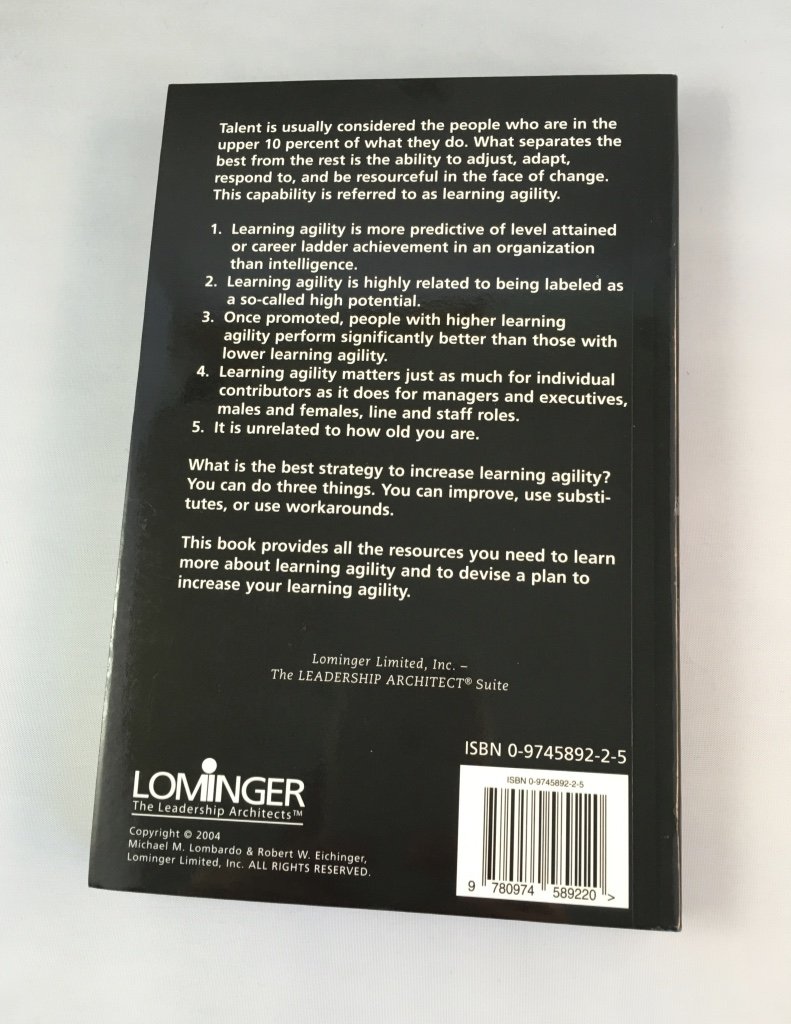 Talent is usually considered the people who are in the
upper 10 percent of what they do. What separates the
best from the rest is the ability to adjust, adapt,
respond to, and be resourceful in the face of change.
This capability is referred to as learning agility.
1. Learning agility is more predictive of level attained
or career ladder achievement in an organization
than intelligence.
2. Learning agility is highly related to being labeled as
a so-called high potential.
3. Once promoted, people with higher learning
agility perform significantly better than those with
lower learning agility.
4. Learning agility matters just as much for individual
contributors as it does for managers and executives,
males and females, line and staff roles.
5. It is unrelated to how old you are.
What is the best strategy to increase learning agility?
You can do three things. You can improve, use substi-
tutes, or use workarounds.
This book provides all the resources you need to learn
more about learning agility and to devise a plan to
increase your learning agility.
Lominger Limited, Inc. –
The LEADERSHIP ARCHITECT® Suite
ISBN 0-9745892-2-5
ISBN 0-9745892-2-5
9 780974 589220 >
LOMINGER
The Leadership Architects™
Copyright © 2004
Michael M. Lombardo & Robert W. Eichinger,
Lominger Limited, Inc. ALL RIGHTS RESERVED.